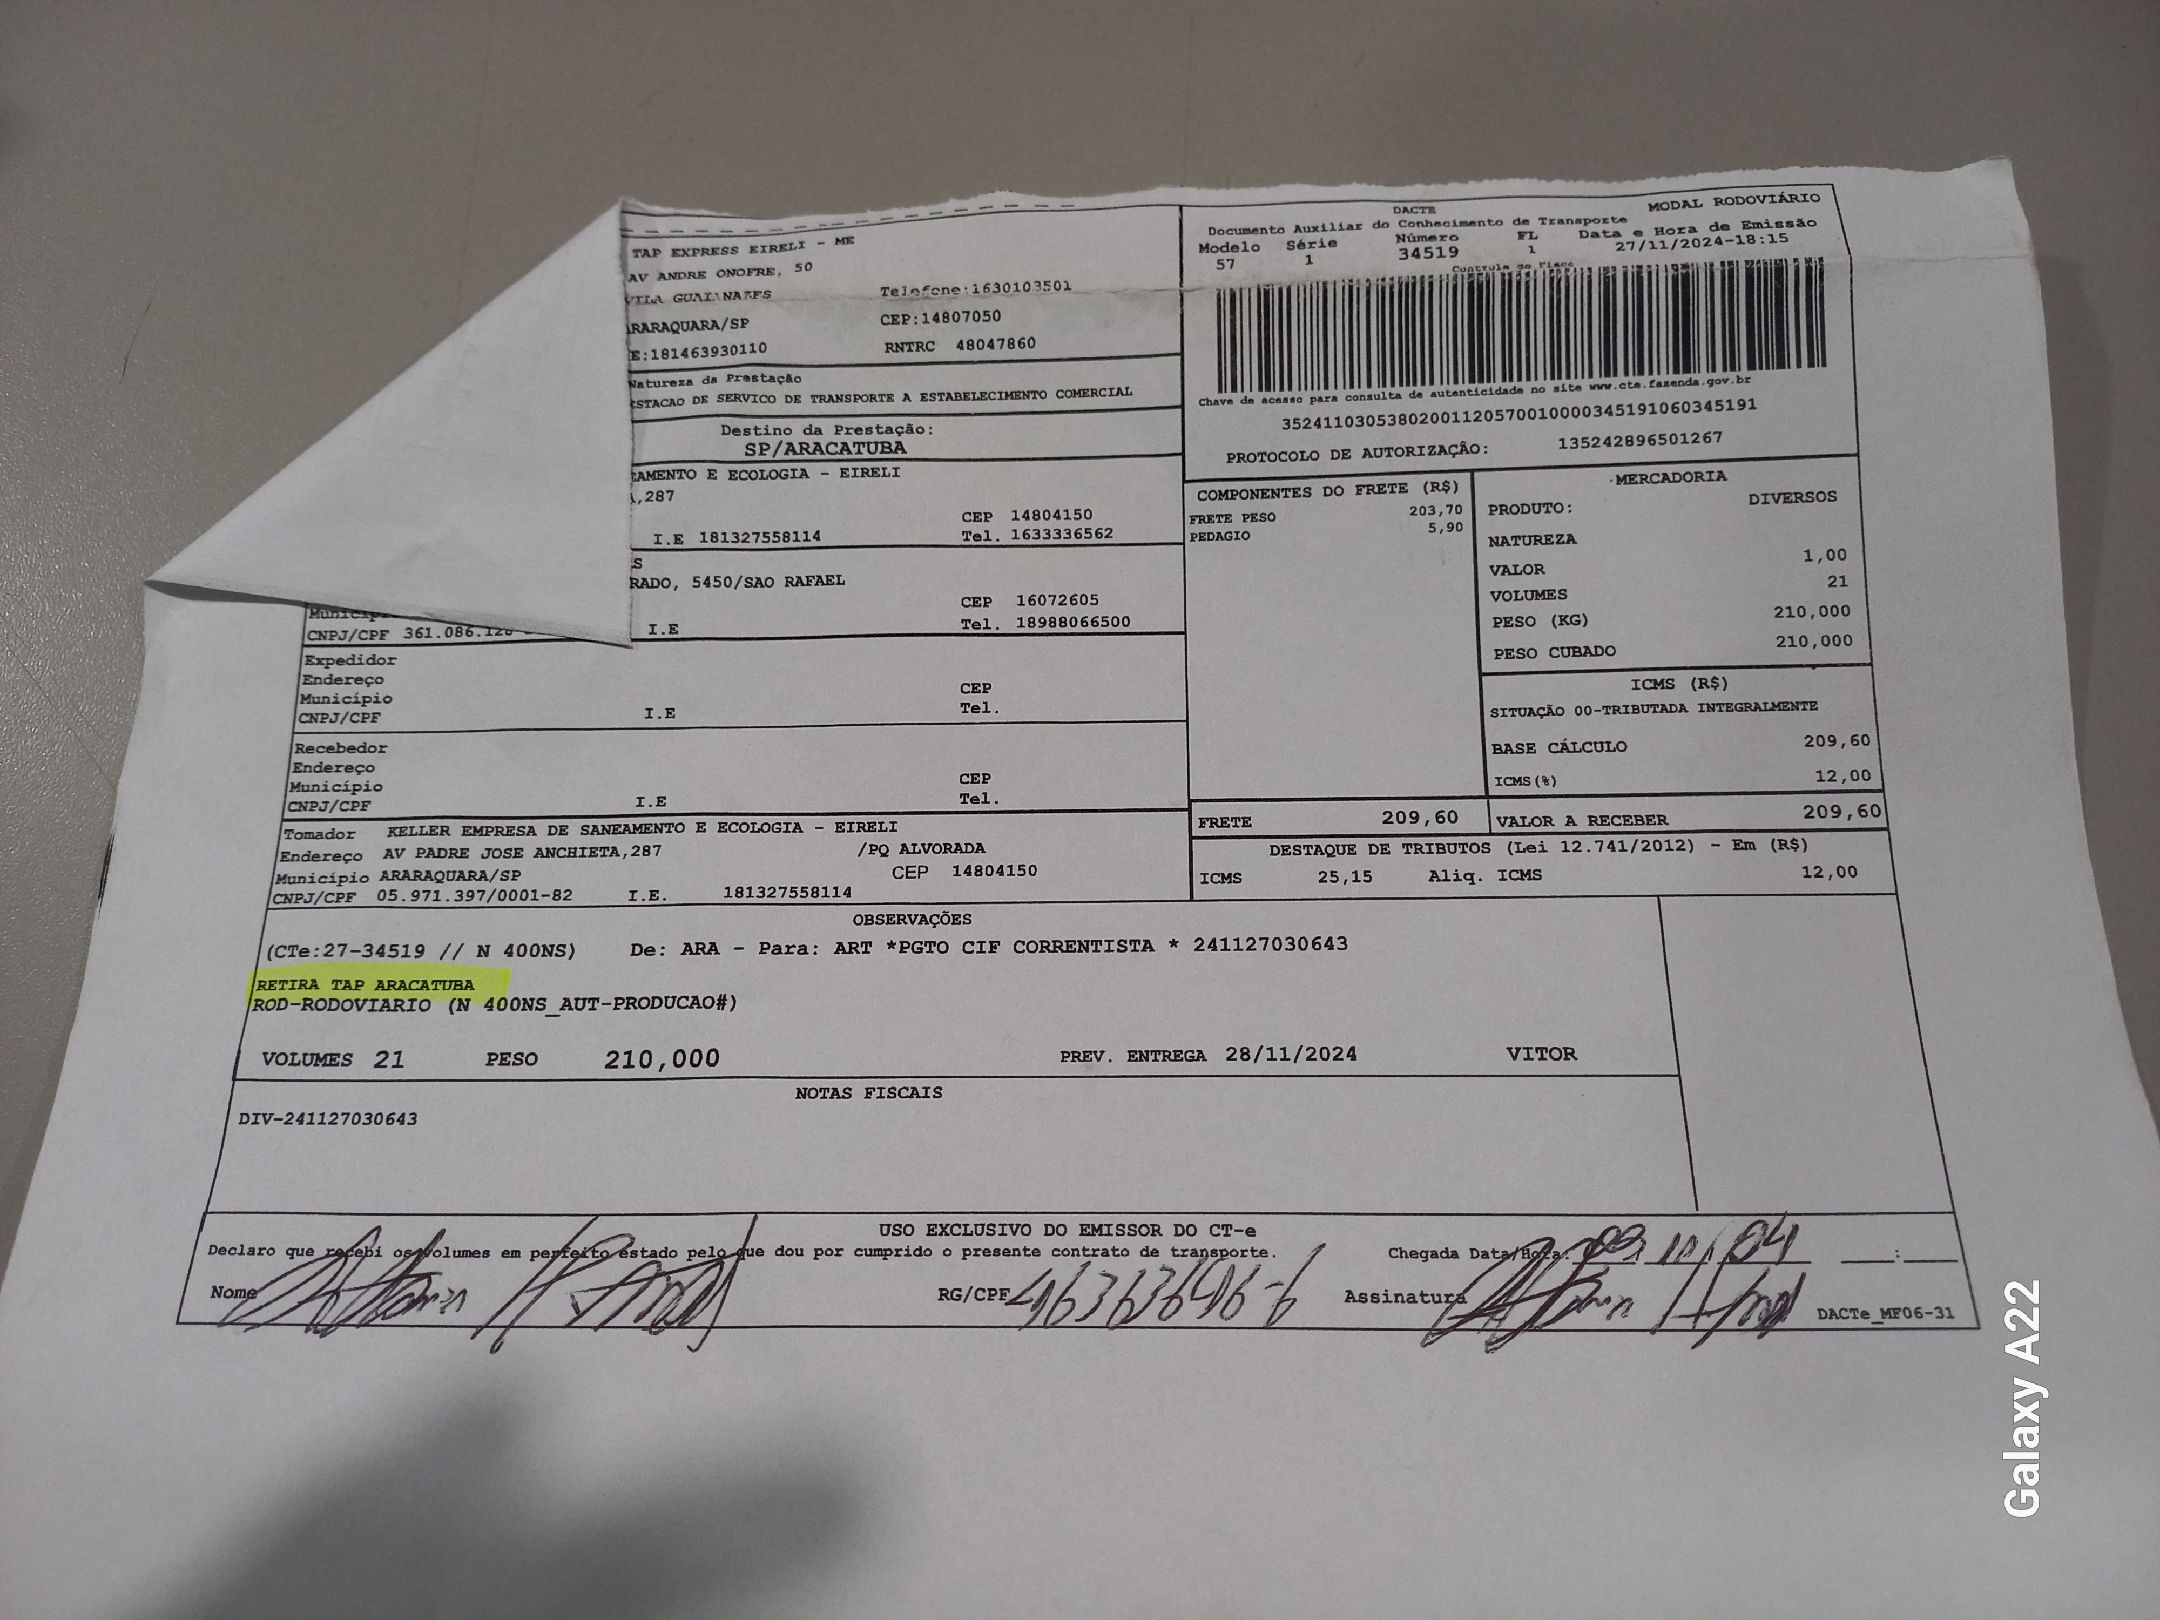 TAP EXPRESS EIRELI - ME
AV ANDRE ONOFRE, 50
VILA GUAIANAZES
Telefone:1630103501
ARARAQUARA/SP
CEP:14807050
E:181463930110
RNTRC 48047860
Natureza da Prestação
ESTACAO DE SERVICO DE TRANSPORTE A ESTABELECIMENTO COMERCIAL
Destino da Prestação:
SP/ARACATUBA
EAMENTO E ECOLOGIA - EIRELI
,287
CEP 14804150
I.E 181327558114 Tel. 1633336562
S
RADO, 5450/SAO RAFAEL
Municíp
CEP 16072605
CNPJ/CPF 361.086.128
I.E Tel. 18988066500
Expedidor
Endereço
Município CEP
CNPJ/CPF I.E Tel.
Recebedor
Endereço
Município CEP
CNPJ/CPF I.E Tel.
Tomador KELLER EMPRESA DE SANEAMENTO E ECOLOGIA - EIRELI
Endereço AV PADRE JOSE ANCHIETA,287 /PQ ALVORADA
Município ARARAQUARA/SP CEP 14804150
CNPJ/CPF 05.971.397/0001-82 I.E. 181327558114
DACTE
MODAL RODOVIÁRIO
Documento Auxiliar do Conhecimento de Transporte
Modelo Série Número FL Data e Hora de Emissão
57 1 34519 1 27/11/2024-18:15
Controle do Fisco
Chave de acesso para consulta de autenticidade no site www.cte.fazenda.gov.br
35241103053802001120570010000345191060345191
PROTOCOLO DE AUTORIZAÇÃO: 135242896501267
COMPONENTES DO FRETE (R$)
FRETE PESO 203,70
PEDAGIO 5,90
MERCADORIA
PRODUTO: DIVERSOS
NATUREZA
VALOR 1,00
VOLUMES 21
PESO (KG) 210,000
PESO CUBADO 210,000
ICMS (R$)
SITUAÇÃO 00-TRIBUTADA INTEGRALMENTE
BASE CÁLCULO 209,60
ICMS(%) 12,00
FRETE 209,60 VALOR A RECEBER 209,60
DESTAQUE DE TRIBUTOS (Lei 12.741/2012) - Em (R$)
ICMS 25,15 Aliq. ICMS 12,00
OBSERVAÇÕES
(CTe:27-34519 // N 400NS) De: ARA - Para: ART *PGTO CIF CORRENTISTA * 241127030643
RETIRA TAP ARACATUBA
ROD-RODOVIARIO (N 400NS_AUT-PRODUCAO#)
VOLUMES 21 PESO 210,000 PREV. ENTREGA 28/11/2024 VITOR
NOTAS FISCAIS
DIV-241127030643
USO EXCLUSIVO DO EMISSOR DO CT-e
Declaro que recebi os volumes em perfeito estado pelo que dou por cumprido o presente contrato de transporte. Chegada Data/Hora: :
Nome RG/CPF Assinatura DACTe_MF06-31
Galaxy A22